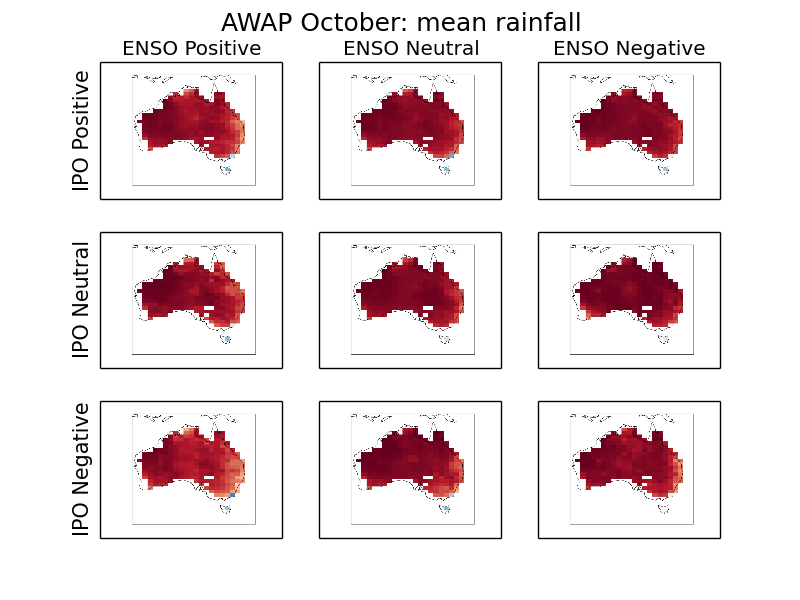 AWAP October: mean rainfall
ENSO Positive
ENSO Neutral
ENSO Negative
IPO Positive
IPO Neutral
IPO Negative